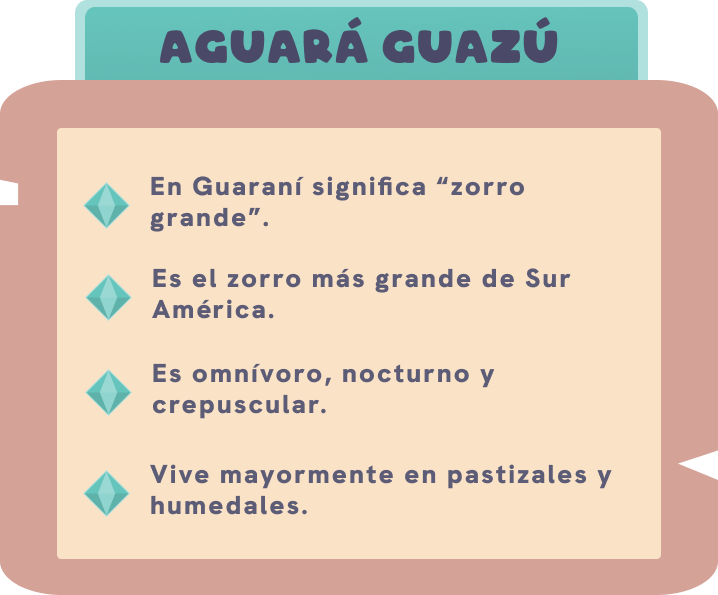 AGUARÁ GUAZÚ
En Guaraní significa “zorro
grande”.
Es el zorro más grande de Sur
América.
Es omnívoro, nocturno y
crepuscular.
Vive mayormente en pastizales y
humedales.